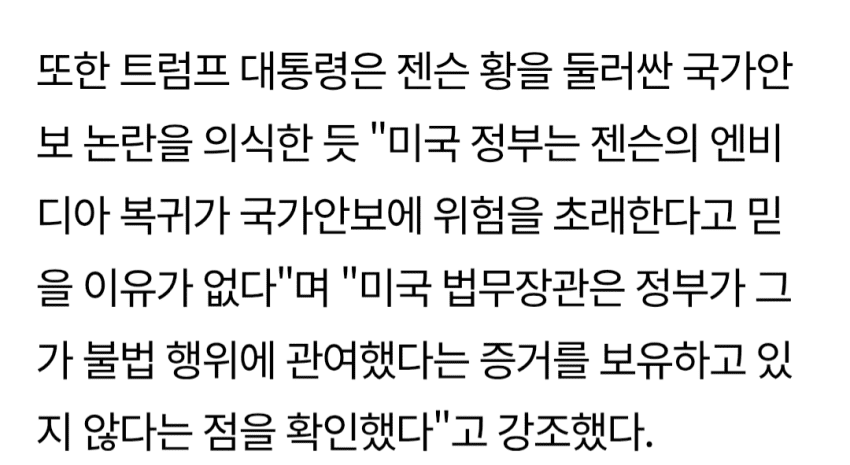 또한 트럼프 대통령은 젠슨 황을 둘러싼 국가안
보 논란을 의식한 듯 "미국 정부는 젠슨의 엔비
디아 복귀가 국가안보에 위험을 초래한다고 믿
을 이유가 없다"며 "미국 법무장관은 정부가 그
가 불법 행위에 관여했다는 증거를 보유하고 있
지 않다는 점을 확인했다"고 강조했다.